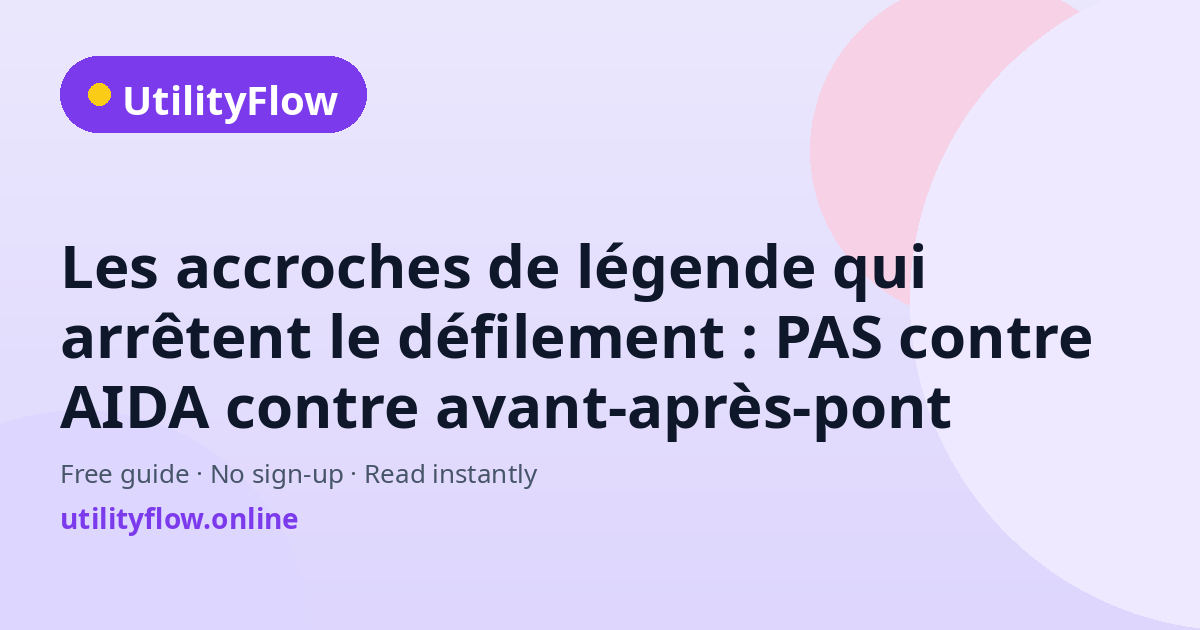 UtilityFlow
Les accroches de légende qui
arrêtent le défilement : PAS contre
AIDA contre avant-après-pont
Free guide · No sign-up · Read instantly
utilityflow.online